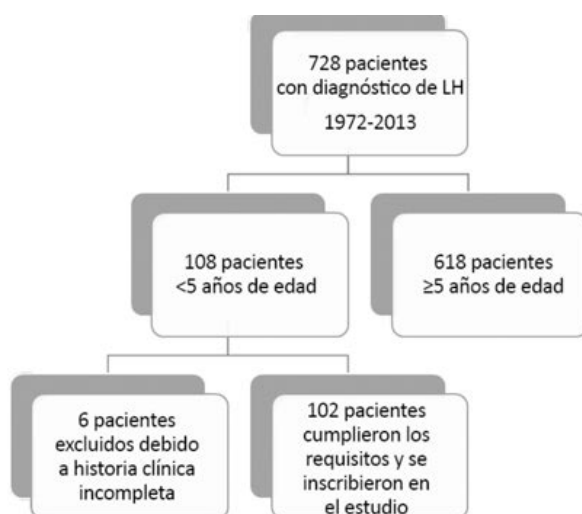 728 pacientes
con diagnóstico de LH
1972-2013
108 pacientes
<5 años de edad
618 pacientes
≥5 años de edad
6 pacientes
excluidos debido
a historia clínica
incompleta
102 pacientes
cumplieron los
requisitos y se
inscribieron en
el estudio